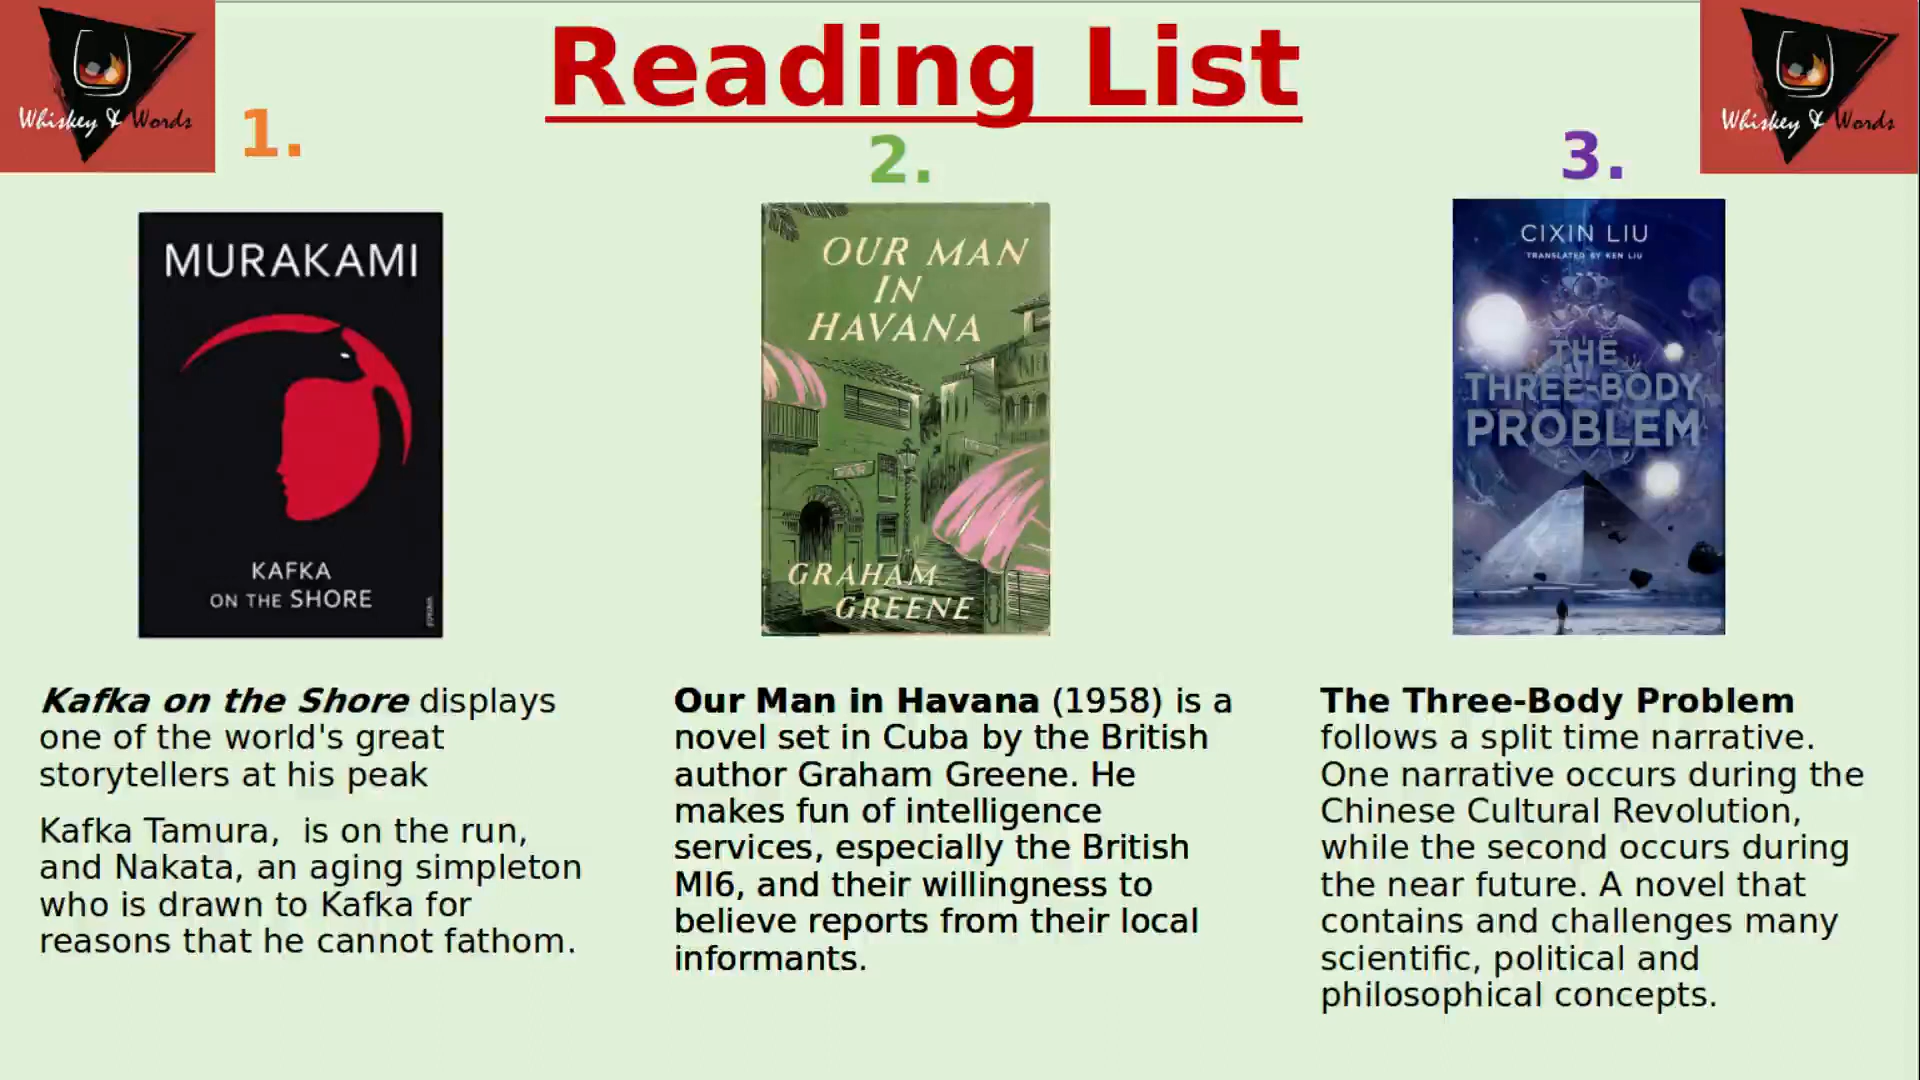 Reading List
Whiskey & Words
Whiskey & Words
1.
2.
3.
MURAKAMI
KAFKA
ON THE SHORE
OUR MAN
IN
HAVANA
BAR
GRAHAM
GREENE
CIXIN LIU
TRANSLATED BY KEN LIU
THE
THREE-BODY
PROBLEM
Kafka on the Shore displays
one of the world's great
storytellers at his peak
Kafka Tamura,  is on the run,
and Nakata, an aging simpleton
who is drawn to Kafka for
reasons that he cannot fathom.
Our Man in Havana (1958) is a
novel set in Cuba by the British
author Graham Greene. He
makes fun of intelligence
services, especially the British
MI6, and their willingness to
believe reports from their local
informants.
The Three-Body Problem
follows a split time narrative.
One narrative occurs during the
Chinese Cultural Revolution,
while the second occurs during
the near future. A novel that
contains and challenges many
scientific, political and
philosophical concepts.